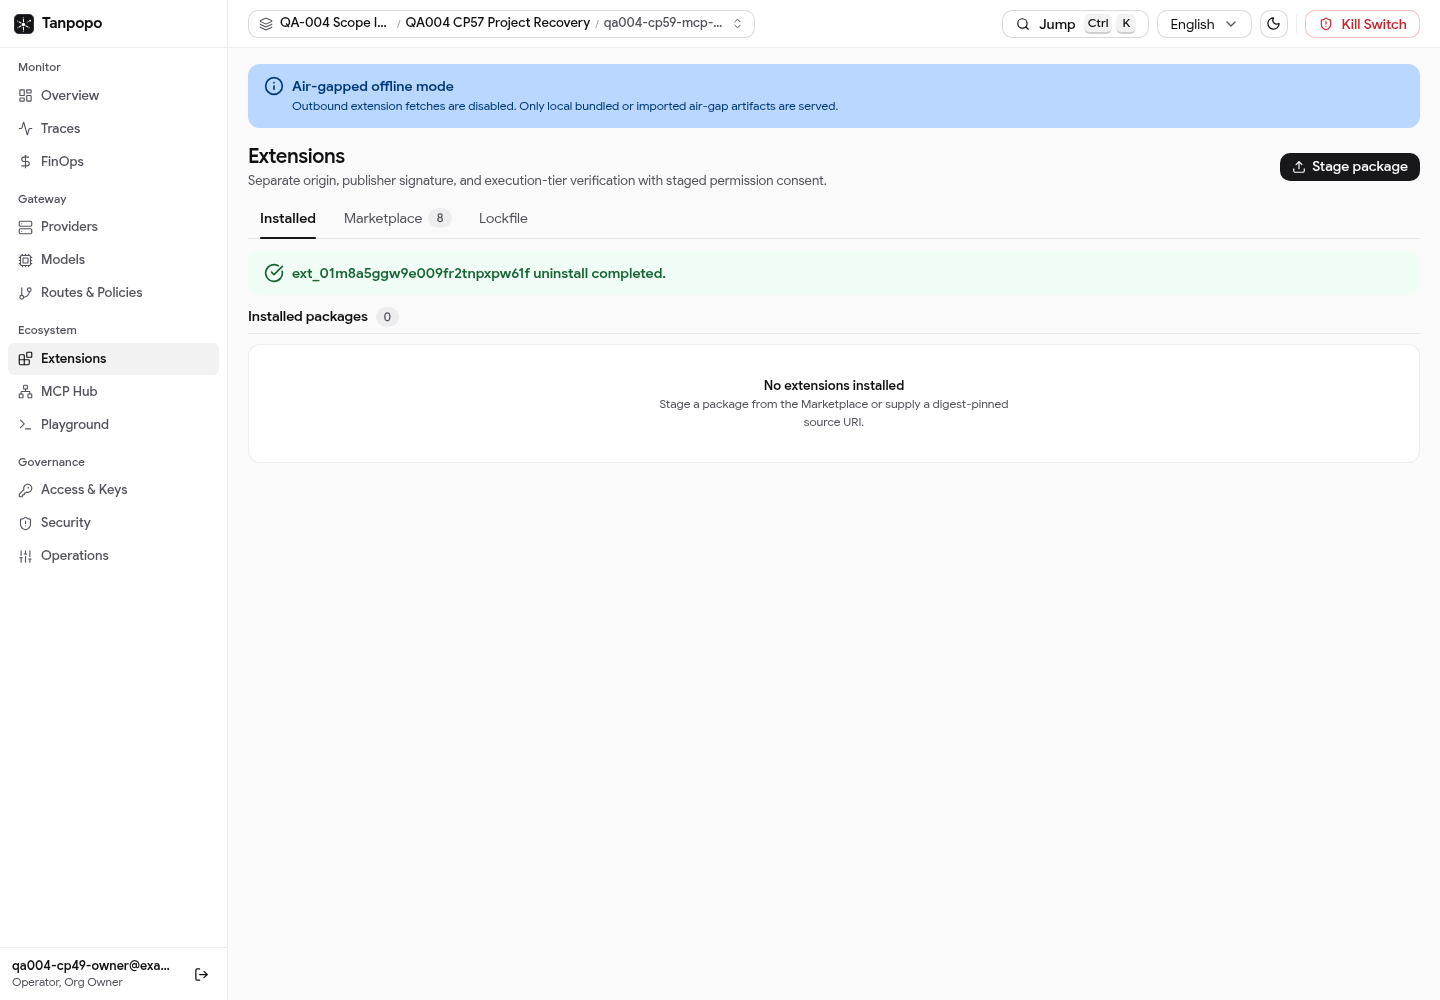 Tanpopo
QA-004 Scope I... / QA004 CP57 Project Recovery / qa004-cp59-mcp-...
Jump Ctrl K
English
Kill Switch
Monitor
Overview
Traces
FinOps
Gateway
Providers
Models
Routes & Policies
Ecosystem
Extensions
MCP Hub
Playground
Governance
Access & Keys
Security
Operations
qa004-cp49-owner@exa...
Operator, Org Owner
Air-gapped offline mode
Outbound extension fetches are disabled. Only local bundled or imported air-gap artifacts are served.
Extensions
Separate origin, publisher signature, and execution-tier verification with staged permission consent.
Stage package
Installed
Marketplace 8
Lockfile
ext_01m8a5ggw9e009fr2tnpxpw61f uninstall completed.
Installed packages 0
No extensions installed
Stage a package from the Marketplace or supply a digest-pinned
source URI.